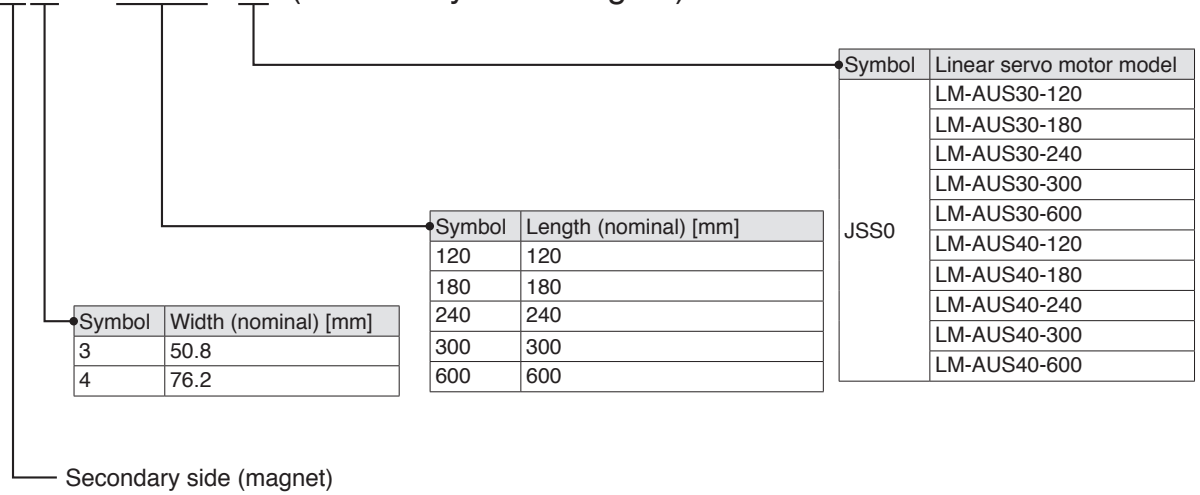 Symbol Linear servo motor model
JSS0
LM-AUS30-120
LM-AUS30-180
LM-AUS30-240
LM-AUS30-300
LM-AUS30-600
LM-AUS40-120
LM-AUS40-180
LM-AUS40-240
LM-AUS40-300
LM-AUS40-600
Symbol Length (nominal) [mm]
120 120
180 180
240 240
300 300
600 600
Symbol Width (nominal) [mm]
3 50.8
4 76.2
Secondary side (magnet)